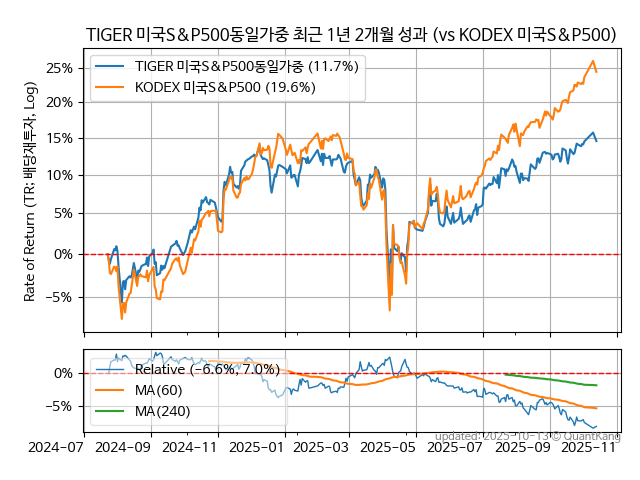 TIGER 미국S&P500동일가중 최근 1년 2개월 성과 (vs KODEX 미국S&P500)
Rate of Return (TR: 배당재투자, Log)
TIGER 미국S&P500동일가중 (11.7%)
KODEX 미국S&P500 (19.6%)
25%
20%
15%
10%
5%
0%
−5%
Relative (−6.6%, 7.0%)
MA(60)
MA(240)
0%
−5%
updated: 2025-10-13 © QuantKang
2024-07 2024-09 2024-11 2025-01 2025-03 2025-05 2025-07 2025-09 2025-11